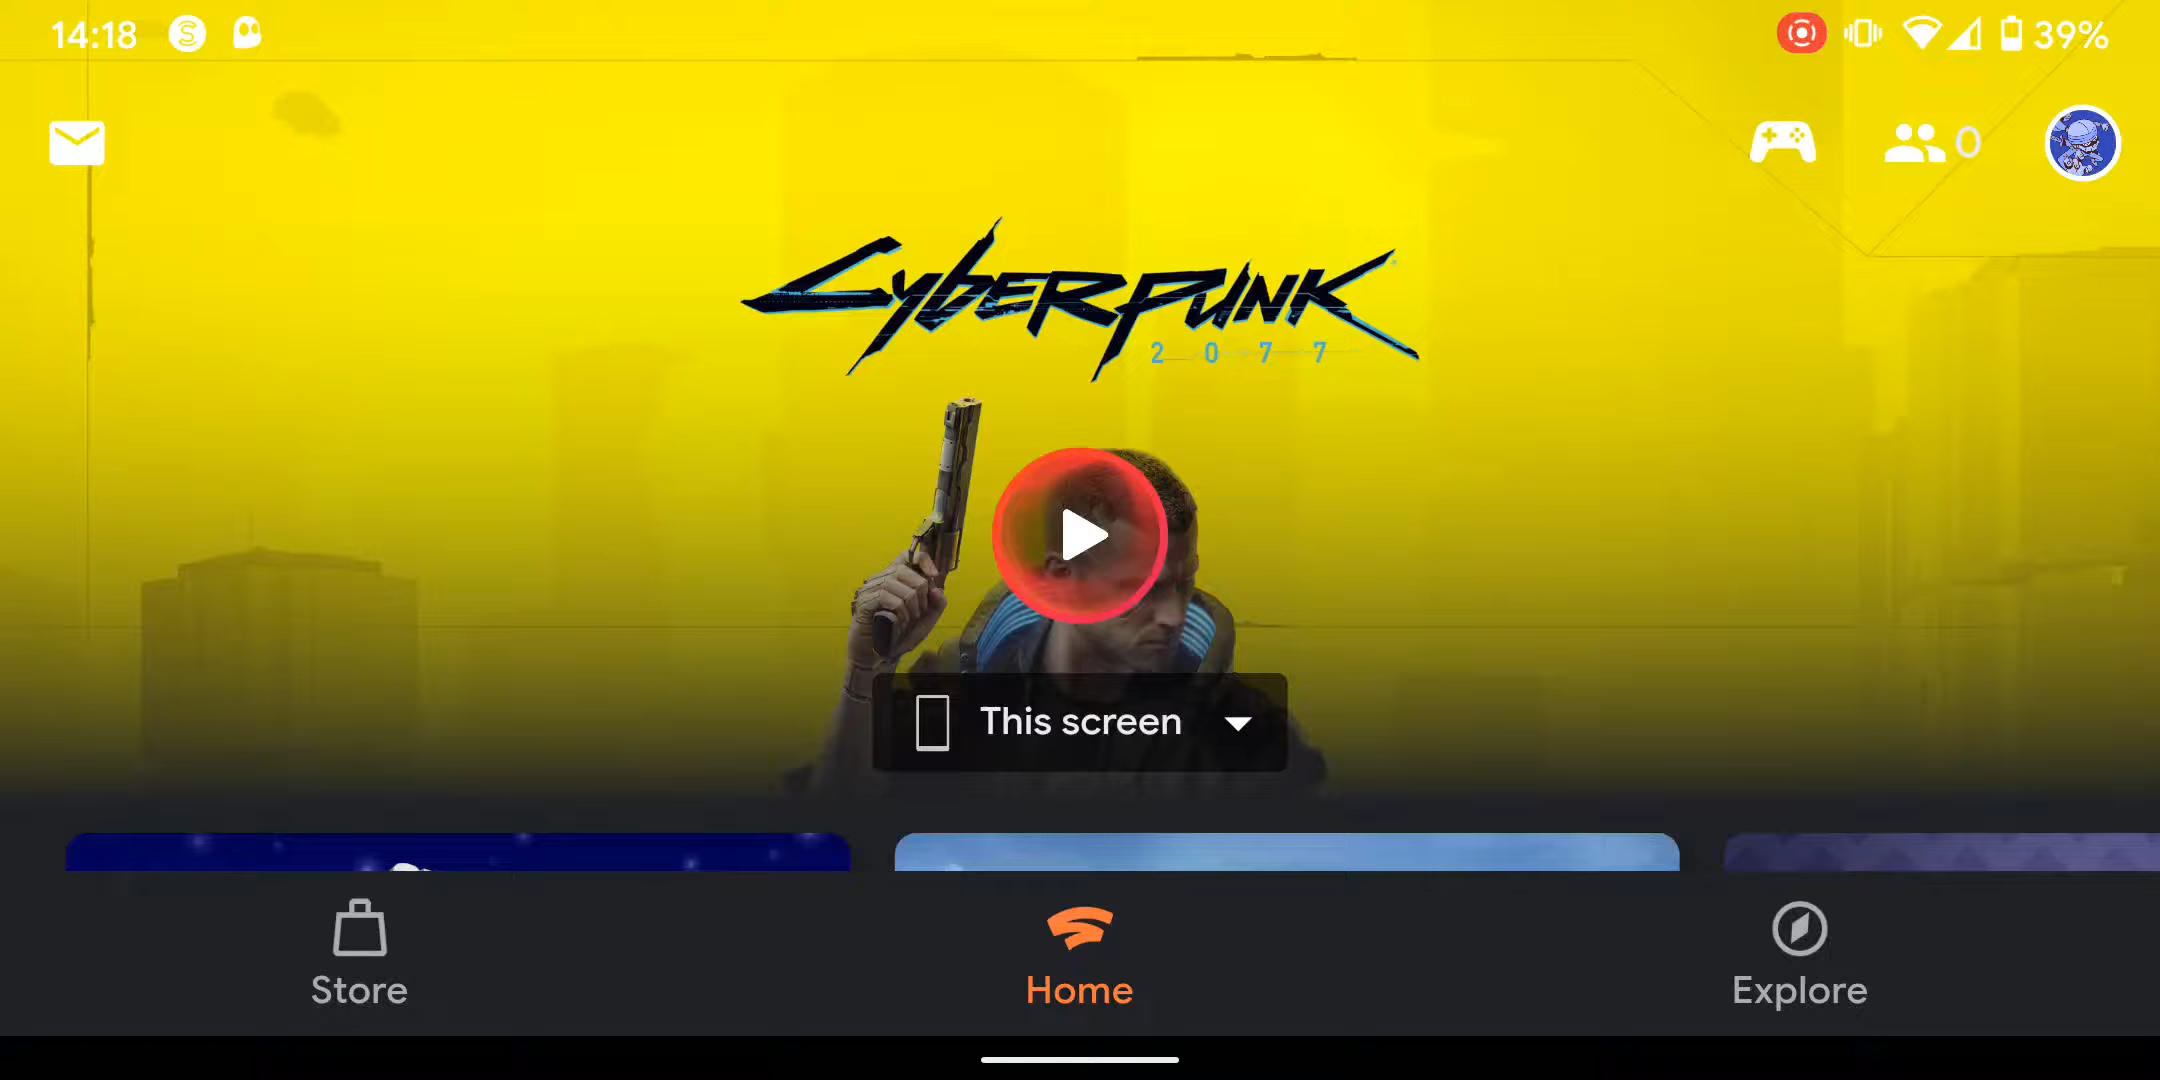 14:18
39%
0
CYBERPUNK
2077
This screen
Store
Home
Explore